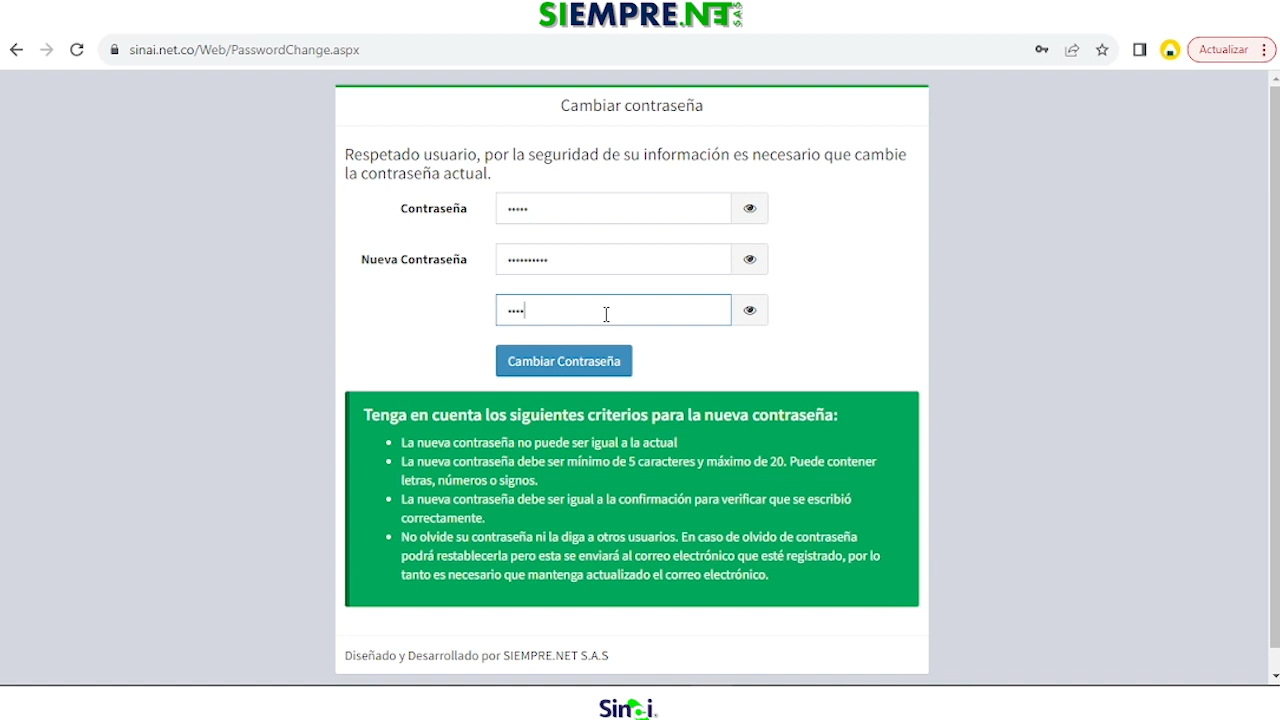 SIEMPRE.NET S.A.S
sinai.net.co/Web/PasswordChange.aspx
Actualizar
Cambiar contraseña
Respetado usuario, por la seguridad de su información es necesario que cambie
la contraseña actual.
Contraseña •••••
Nueva Contraseña ••••••••••
••••
Cambiar Contraseña
Tenga en cuenta los siguientes criterios para la nueva contraseña:
• La nueva contraseña no puede ser igual a la actual
• La nueva contraseña debe ser mínimo de 5 caracteres y máximo de 20. Puede contener
letras, números o signos.
• La nueva contraseña debe ser igual a la confirmación para verificar que se escribió
correctamente.
• No olvide su contraseña ni la diga a otros usuarios. En caso de olvido de contraseña
podrá restablecerla pero esta se enviará al correo electrónico que esté registrado, por lo
tanto es necesario que mantenga actualizado el correo electrónico.
Diseñado y Desarrollado por SIEMPRE.NET S.A.S
Sinai